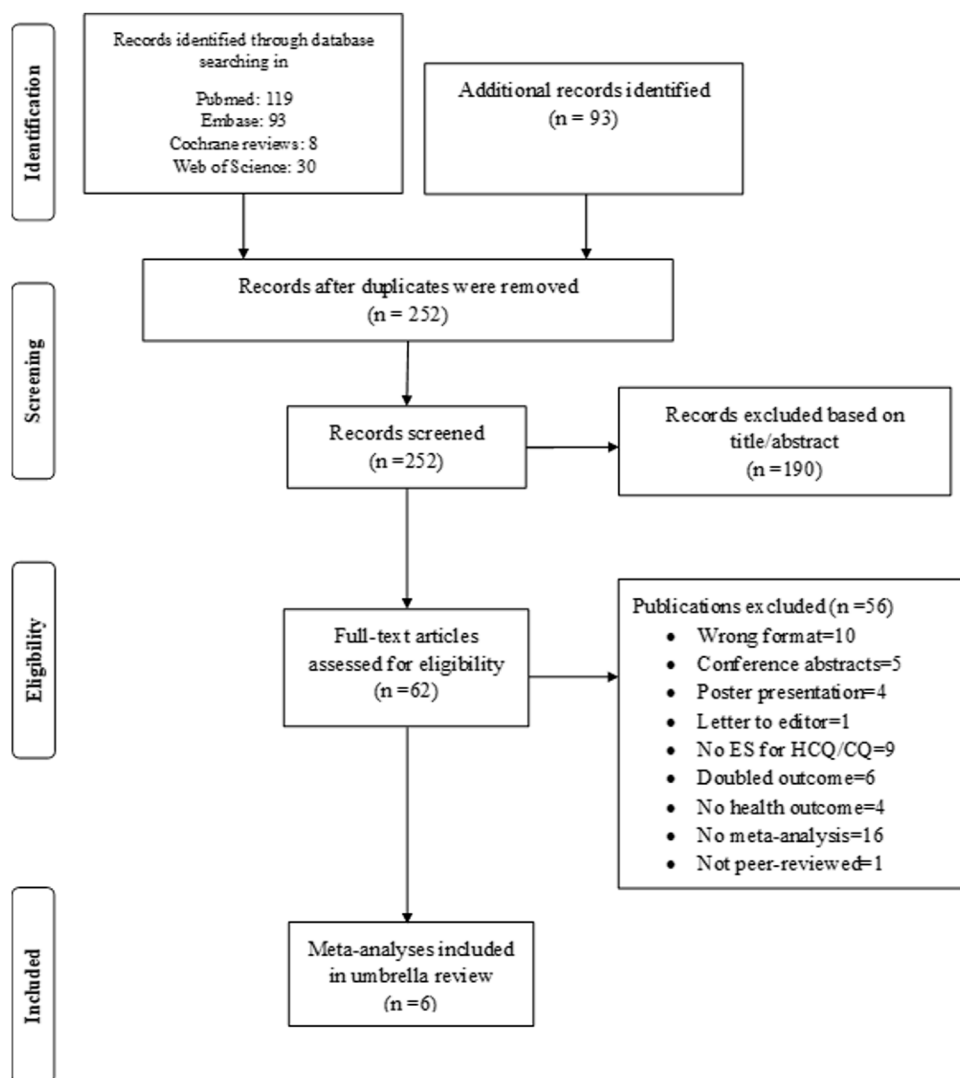 Identification
Records identified through database
searching in
Pubmed: 119
Embase: 93
Cochrane reviews: 8
Web of Science: 30
Additional records identified
(n = 93)
Screening
Records after duplicates were removed
(n = 252)
Records screened
(n =252)
Records excluded based on
title/abstract
(n =190)
Eligibility
Full-text articles
assessed for eligibility
(n =62)
Publications excluded (n =56)
• Wrong format=10
• Conference abstracts=5
• Poster presentation=4
• Letter to editor=1
• No ES for HCQ/CQ=9
• Doubled outcome=6
• No health outcome=4
• No meta-analysis=16
• Not peer-reviewed=1
Included
Meta-analyses included
in umbrella review
(n =6)